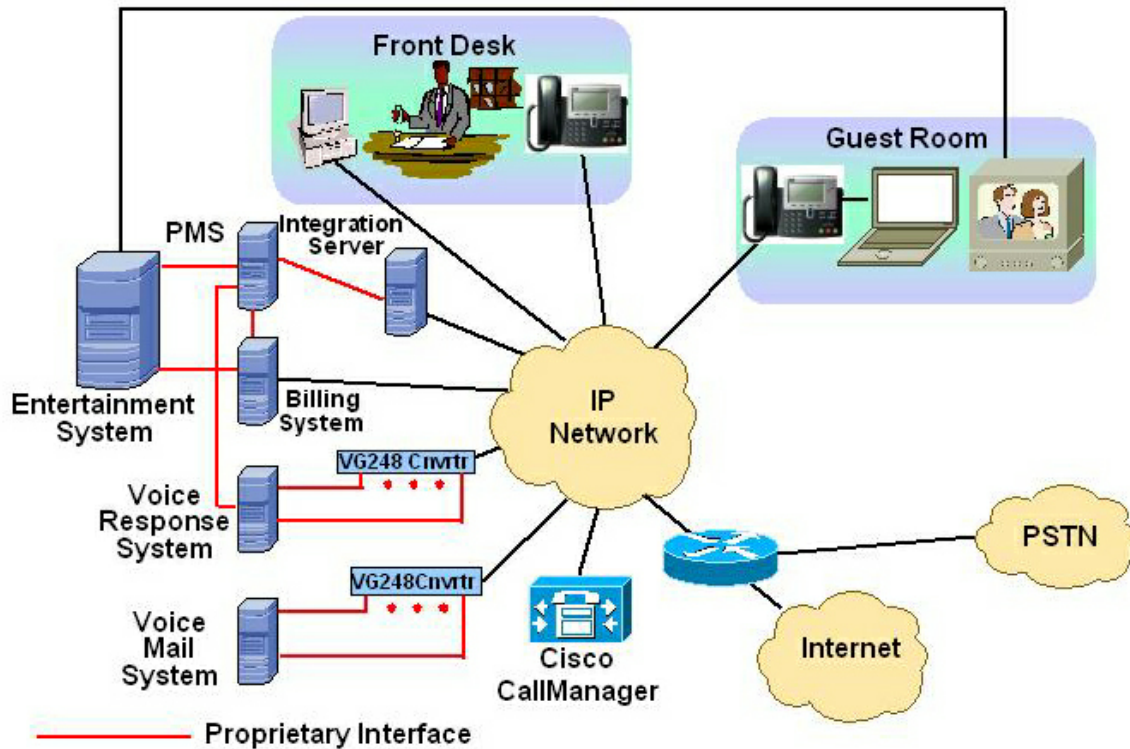 Front Desk
Guest Room
PMS
Integration
Server
Entertainment
System
Billing
System
IP
Network
VG248 Cnvrtr
Voice
Response
System
PSTN
VG248Cnvrtr
Voice
Mail
System
Cisco
CallManager
Internet
Proprietary Interface